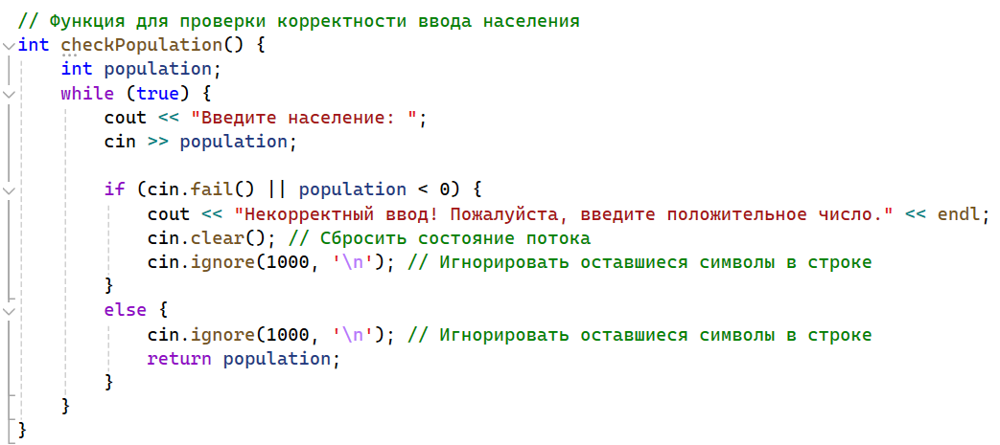 // Функция для проверки корректности ввода населения
int checkPopulation() {
    int population;
    while (true) {
        cout << "Введите население: ";
        cin >> population;

        if (cin.fail() || population < 0) {
            cout << "Некорректный ввод! Пожалуйста, введите положительное число." << endl;
            cin.clear(); // Сбросить состояние потока
            cin.ignore(1000, '\n'); // Игнорировать оставшиеся символы в строке
        }
        else {
            cin.ignore(1000, '\n'); // Игнорировать оставшиеся символы в строке
            return population;
        }
    }
}